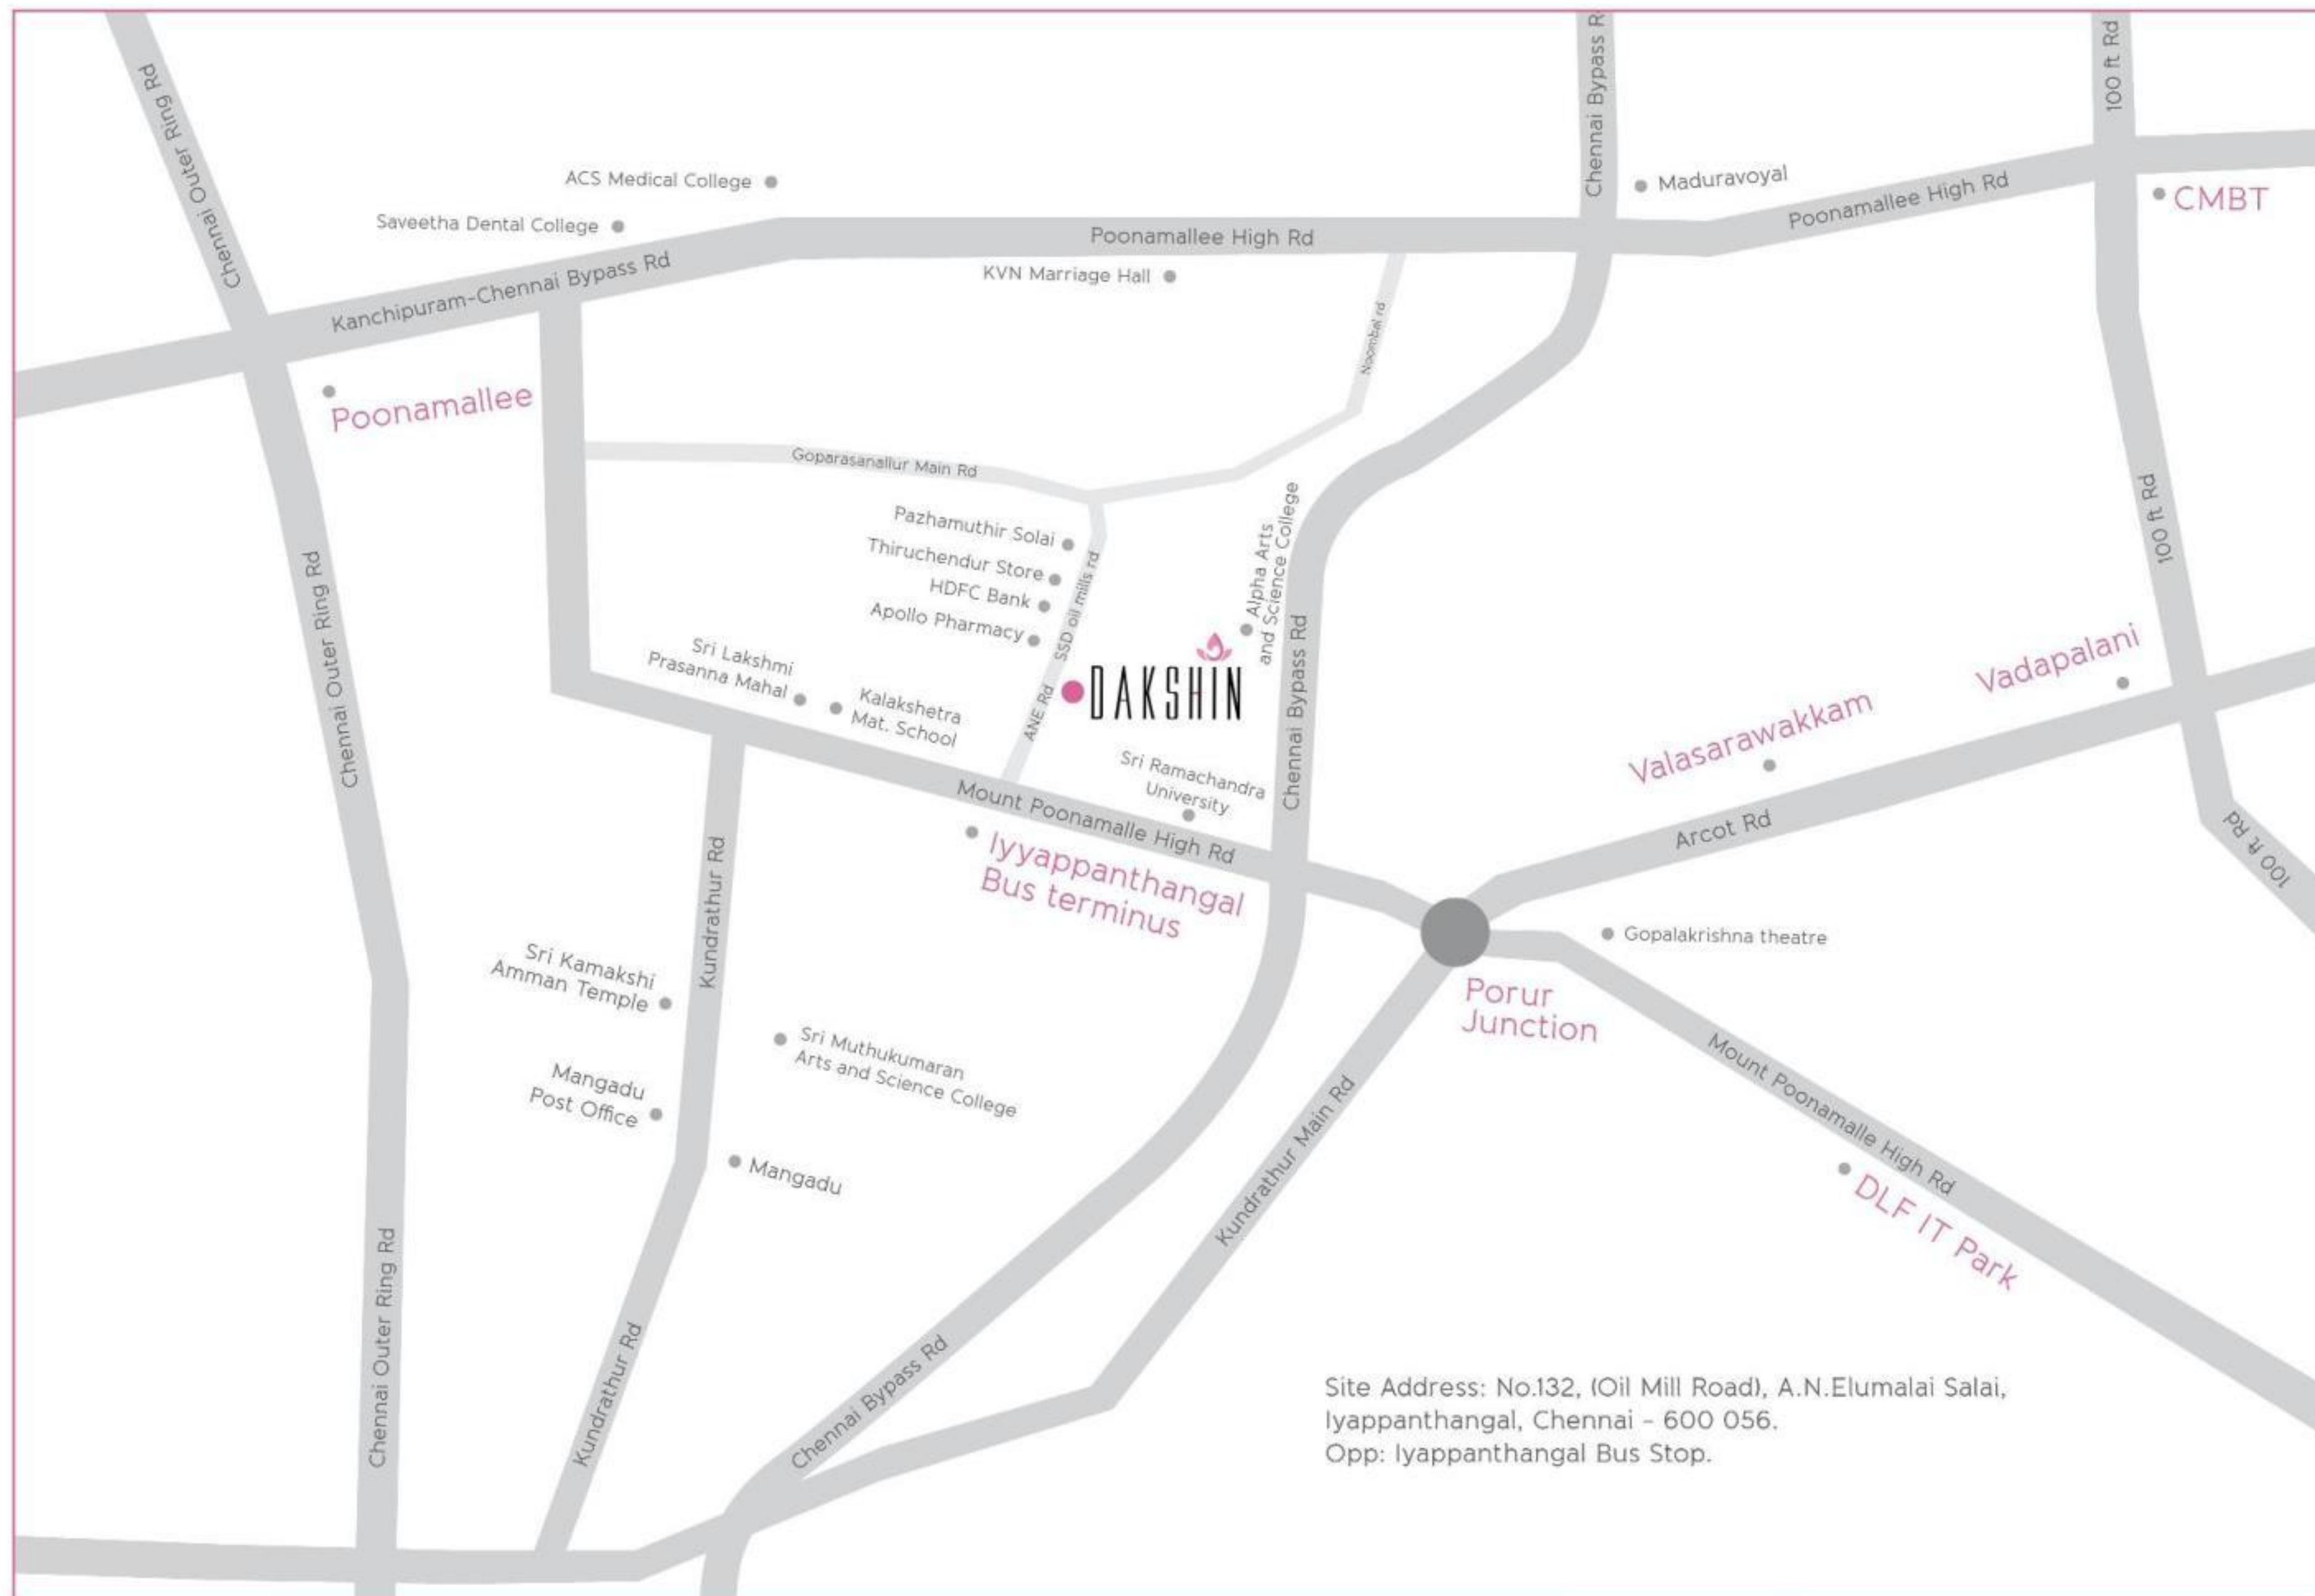 Chennai Outer Ring Rd
Chennai Bypass R
100 ft Rd
ACS Medical College
Saveetha Dental College
Maduravoyal
Poonamallee High Rd
CMBT
Poonamallee High Rd
Kanchipuram-Chennai Bypass Rd
KVN Marriage Hall
Noombal rd
Poonamallee
Goparasanallur Main Rd
Pazhamuthir Solai
Thiruchendur Store
HDFC Bank
Apollo Pharmacy
SSD oil mills rd
ANE Rd
Alpha Arts
and Science College
Chennai Bypass Rd
100 ft Rd
Chennai Outer Ring Rd
Sri Lakshmi
Prasanna Mahal
Kalakshetra
Mat. School
DAKSHIN
Sri Ramachandra
University
Vadapalani
Valasarawakkam
Arcot Rd
100 ft Rd
Mount Poonamalle High Rd
Iyyappanthangal
Bus terminus
Kundrathur Rd
Gopalakrishna theatre
Porur
Junction
Sri Kamakshi
Amman Temple
Sri Muthukumaran
Arts and Science College
Mangadu
Post Office
Mangadu
Kundrathur Main Rd
Mount Poonamalle High Rd
DLF IT Park
Chennai Outer Ring Rd
Kundrathur Rd
Chennai Bypass Rd
Site Address: No.132, (Oil Mill Road), A.N.Elumalai Salai,
Iyappanthangal, Chennai - 600 056.
Opp: Iyappanthangal Bus Stop.